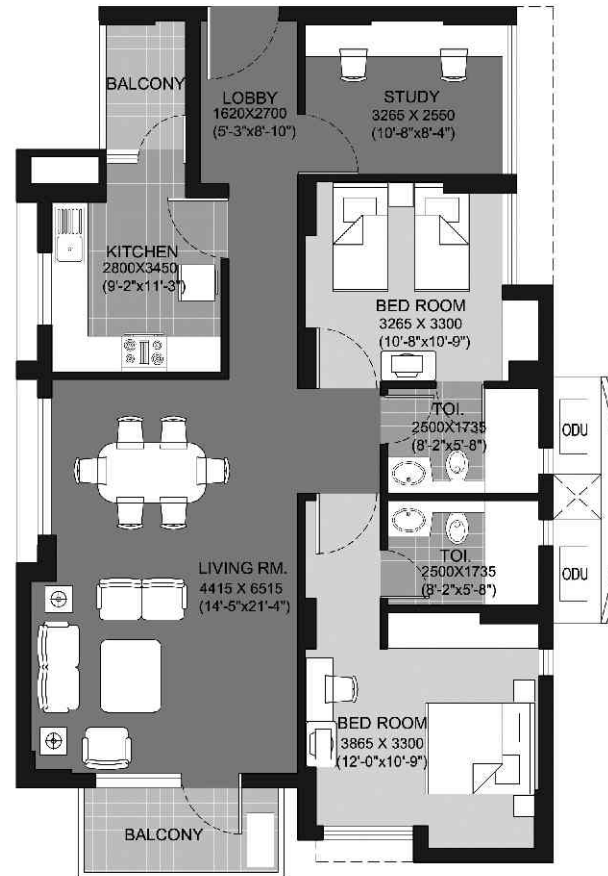 BALCONY
LOBBY
1620X2700
(5'-3"x8'-10")
STUDY
3265 X 2550
(10'-8"x8'-4")
KITCHEN
2800X3450
(9'-2"x11'-3")
BED ROOM
3265 X 3300
(10'-8"x10'-9")
TOI.
2500X1735
(8'-2"x5'-8")
ODU
LIVING RM.
4415 X 6515
(14'-5"x21'-4")
TOI.
2500X1735
(8'-2"x5'-8")
ODU
BED ROOM
3865 X 3300
(12'-0"x10'-9")
BALCONY